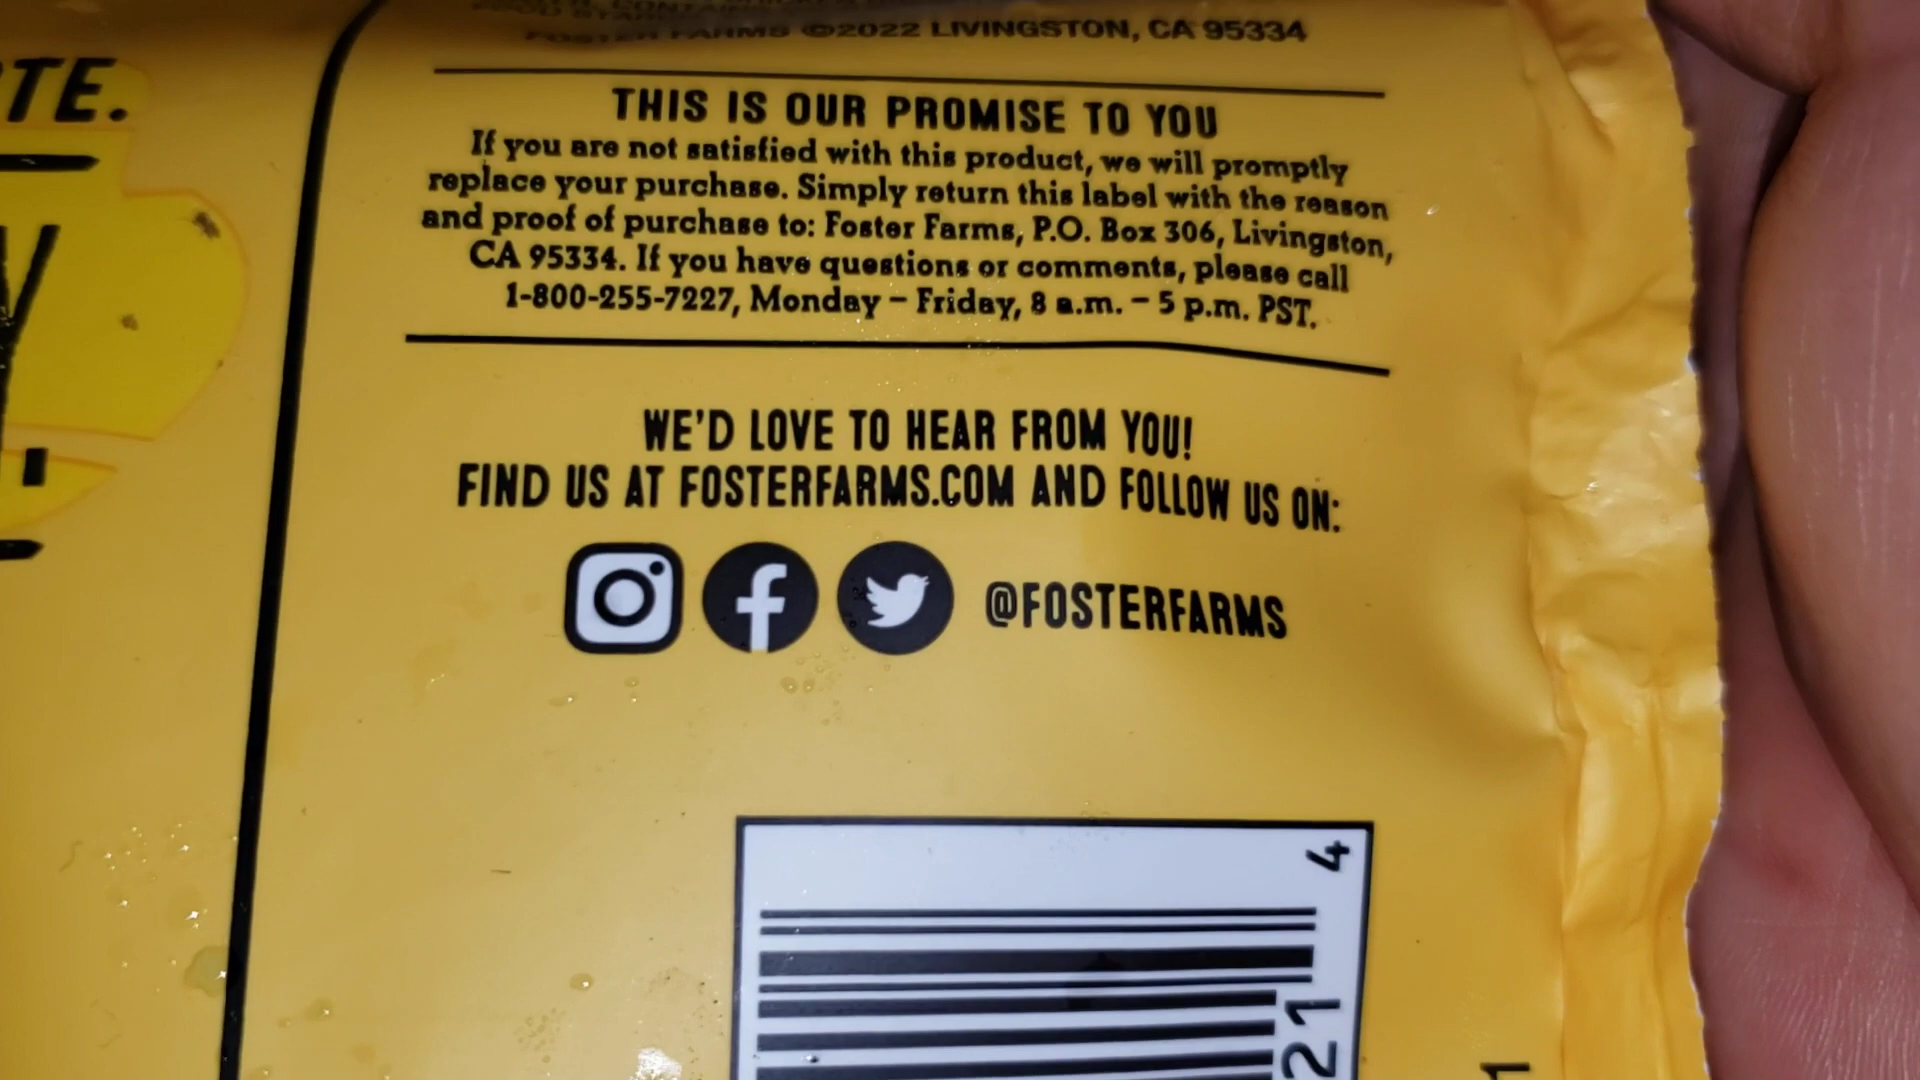 TE.
FOSTER FARMS ©2022 LIVINGSTON, CA 95334
THIS IS OUR PROMISE TO YOU
If you are not satisfied with this product, we will promptly
replace your purchase. Simply return this label with the reason
and proof of purchase to: Foster Farms, P.O. Box 306, Livingston,
CA 95334. If you have questions or comments, please call
1-800-255-7227, Monday – Friday, 8 a.m. – 5 p.m. PST.
WE'D LOVE TO HEAR FROM YOU!
FIND US AT FOSTERFARMS.COM AND FOLLOW US ON:
@FOSTERFARMS
4
21
1